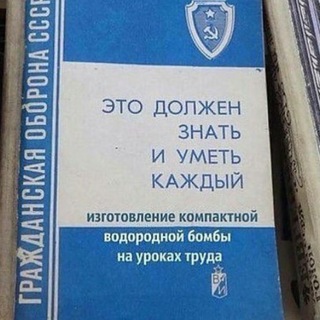 ГРАЖДАНСКАЯ ОБОРОНА СССР
ЭТО ДОЛЖЕН
ЗНАТЬ
И УМЕТЬ
КАЖДЫЙ
изготовление компактной
водородной бомбы
на уроках труда